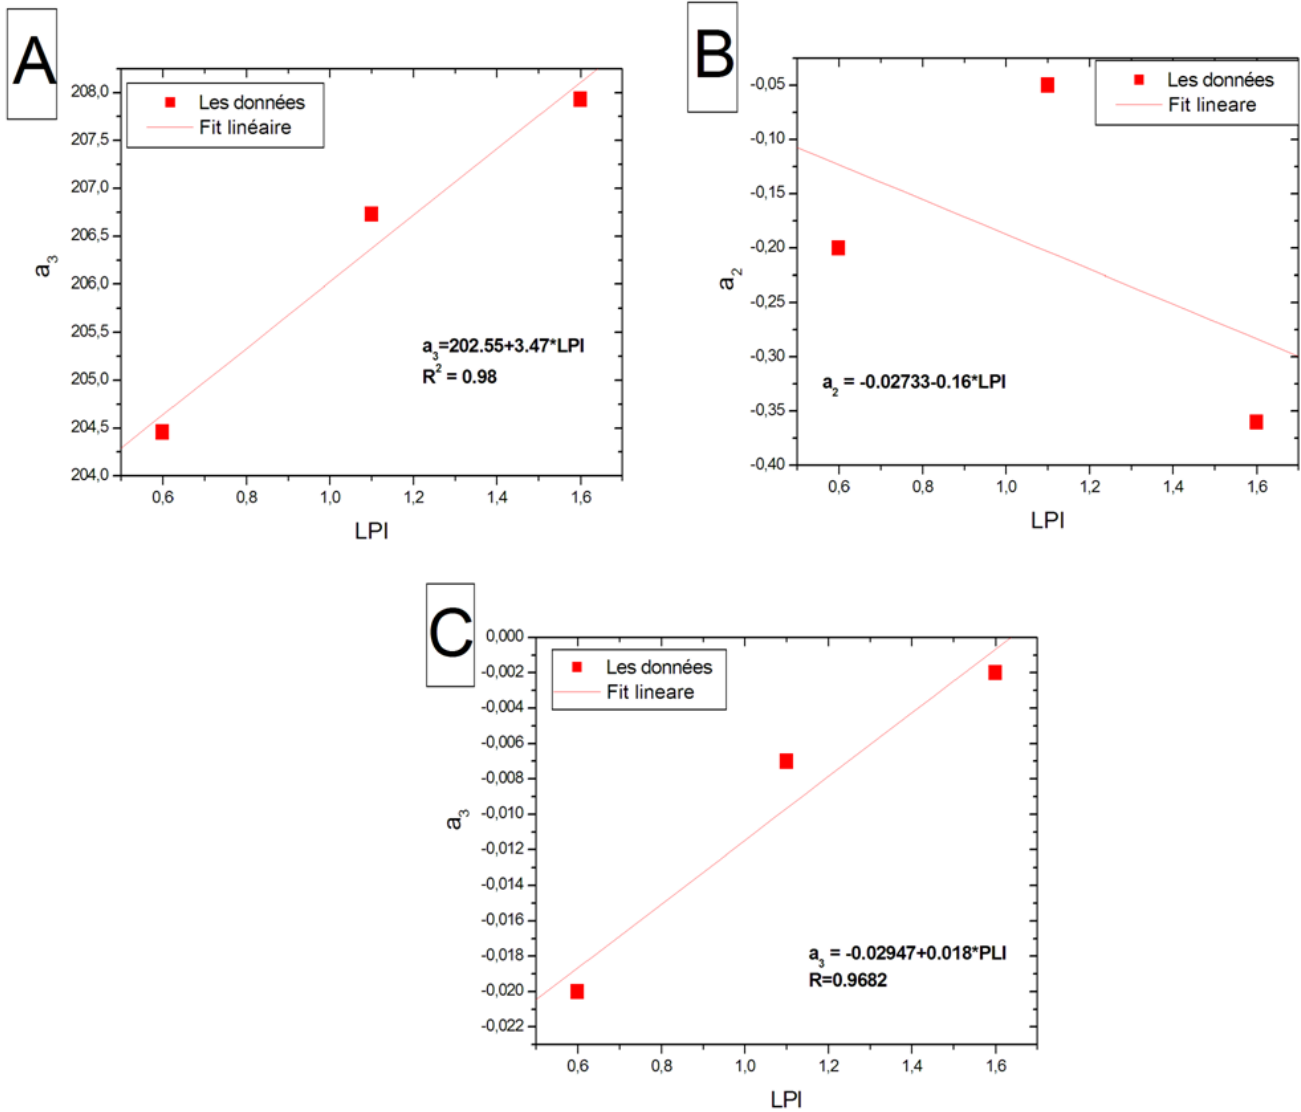 A
208,0
207,5
207,0
206,5
206,0
205,5
205,0
204,5
204,0
a3
Les données
Fit linéaire
a3=202.55+3.47*LPI
R2 = 0.98
0,6 0,8 1,0 1,2 1,4 1,6
LPI
B
-0,05
-0,10
-0,15
-0,20
-0,25
-0,30
-0,35
-0,40
a2
Les données
Fit lineare
a2 = -0.02733-0.16*LPI
0,6 0,8 1,0 1,2 1,4 1,6
LPI
C
0,000
-0,002
-0,004
-0,006
-0,008
-0,010
-0,012
-0,014
-0,016
-0,018
-0,020
-0,022
a3
Les données
Fit lineare
a3 = -0.02947+0.018*PLI
R=0.9682
0,6 0,8 1,0 1,2 1,4 1,6
LPI